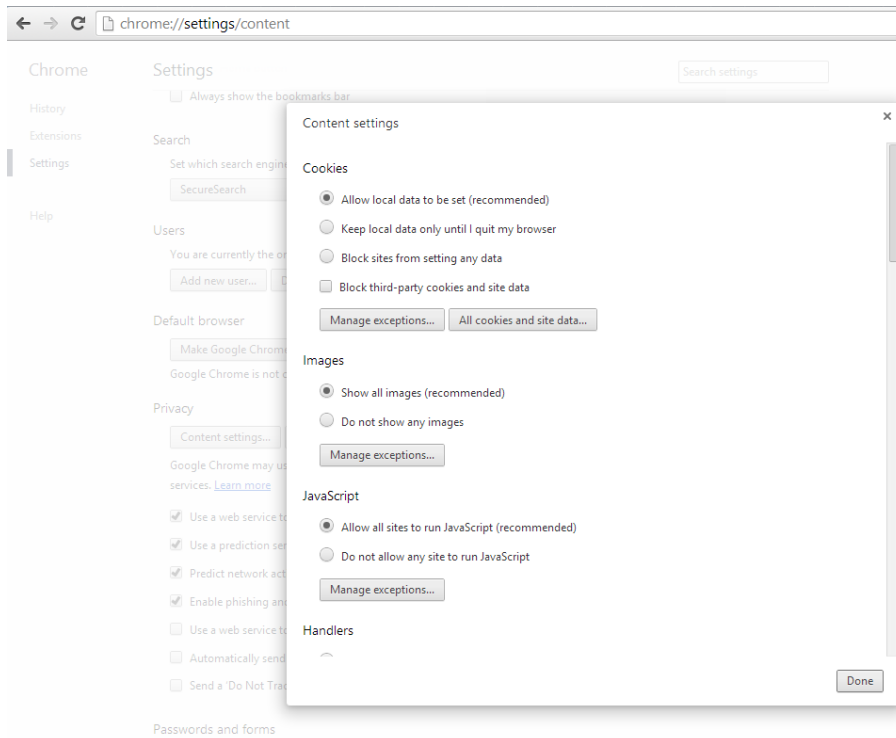 chrome://settings/content
Chrome
History
Extensions
Settings
Help
Settings
Search settings
Always show the bookmarks bar
Search
Set which search engin
SecureSearch
Users
You are currently the
Add new user...
Default browser
Make Google Chrom
Google Chrome is not
Privacy
Content settings...
Google Chrome may us
services. Learn more
Use a web service to
Use a prediction ser
Predict network act
Enable phishing and
Use a web service to
Automatically send
Send a 'Do Not Trac
Passwords and forms
Content settings
×
Cookies
Allow local data to be set (recommended)
Keep local data only until I quit my browser
Block sites from setting any data
Block third-party cookies and site data
Manage exceptions... All cookies and site data...
Images
Show all images (recommended)
Do not show any images
Manage exceptions...
JavaScript
Allow all sites to run JavaScript (recommended)
Do not allow any site to run JavaScript
Manage exceptions...
Handlers
Done